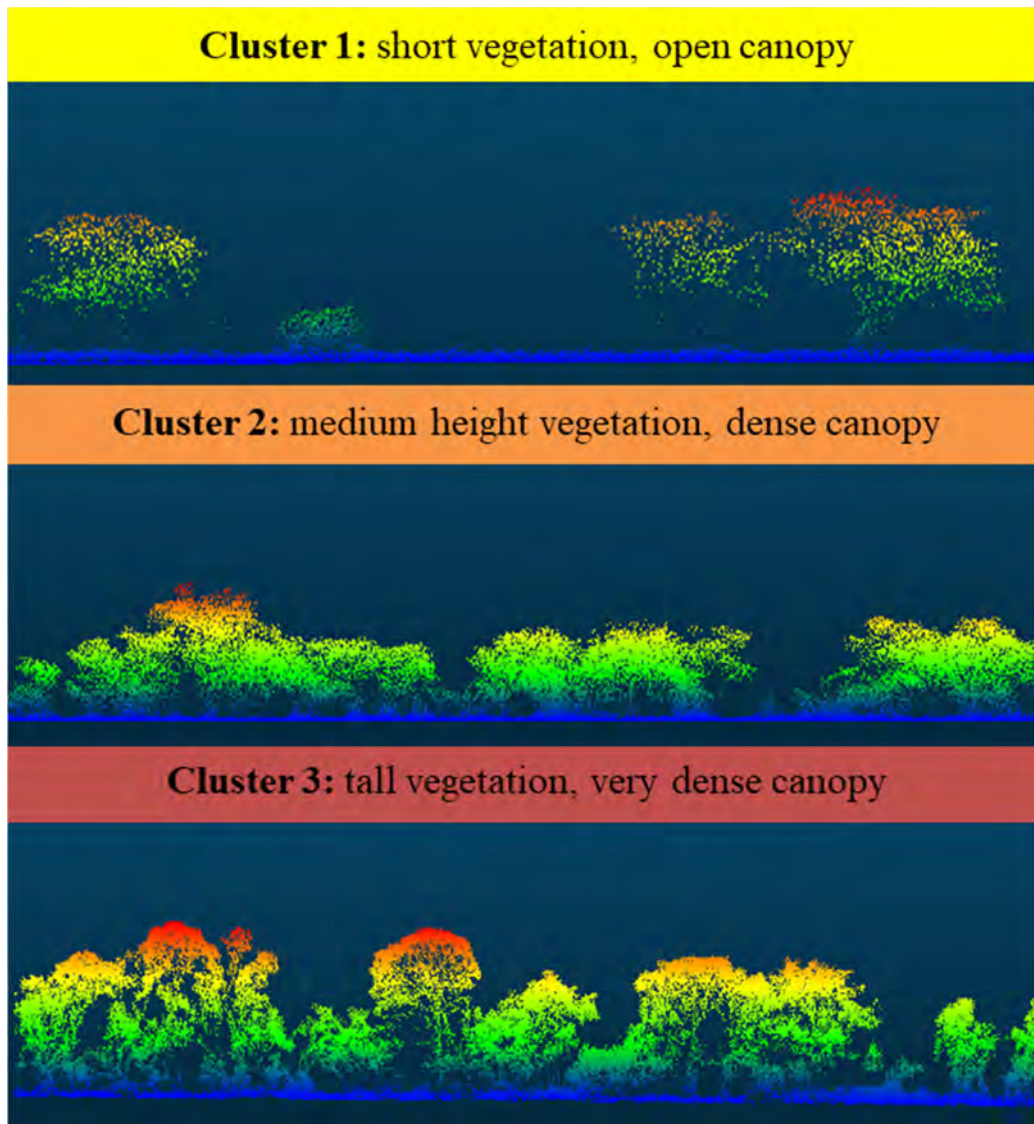 Cluster 1: short vegetation, open canopy
Cluster 2: medium height vegetation, dense canopy
Cluster 3: tall vegetation, very dense canopy